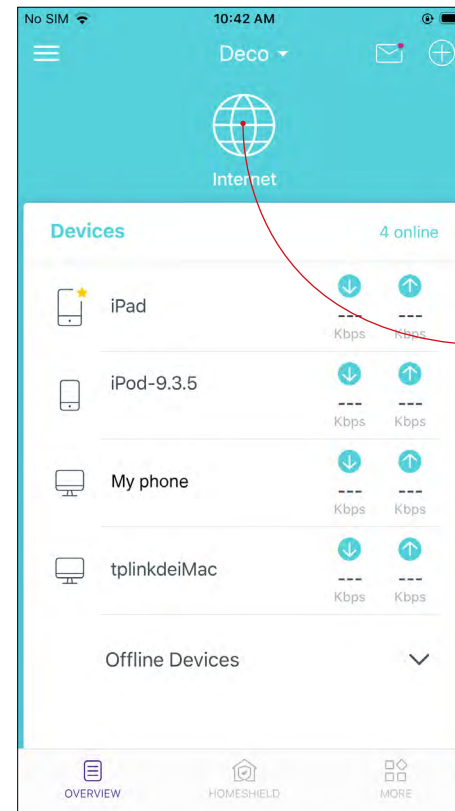 No SIM 10:42 AM
Deco
Internet
Devices 4 online
iPad
--- ---
Kbps Kbps
iPod-9.3.5
--- ---
Kbps Kbps
My phone
--- ---
Kbps Kbps
tplinkdeiMac
--- ---
Kbps Kbps
Offline Devices
OVERVIEW HOMESHIELD MORE